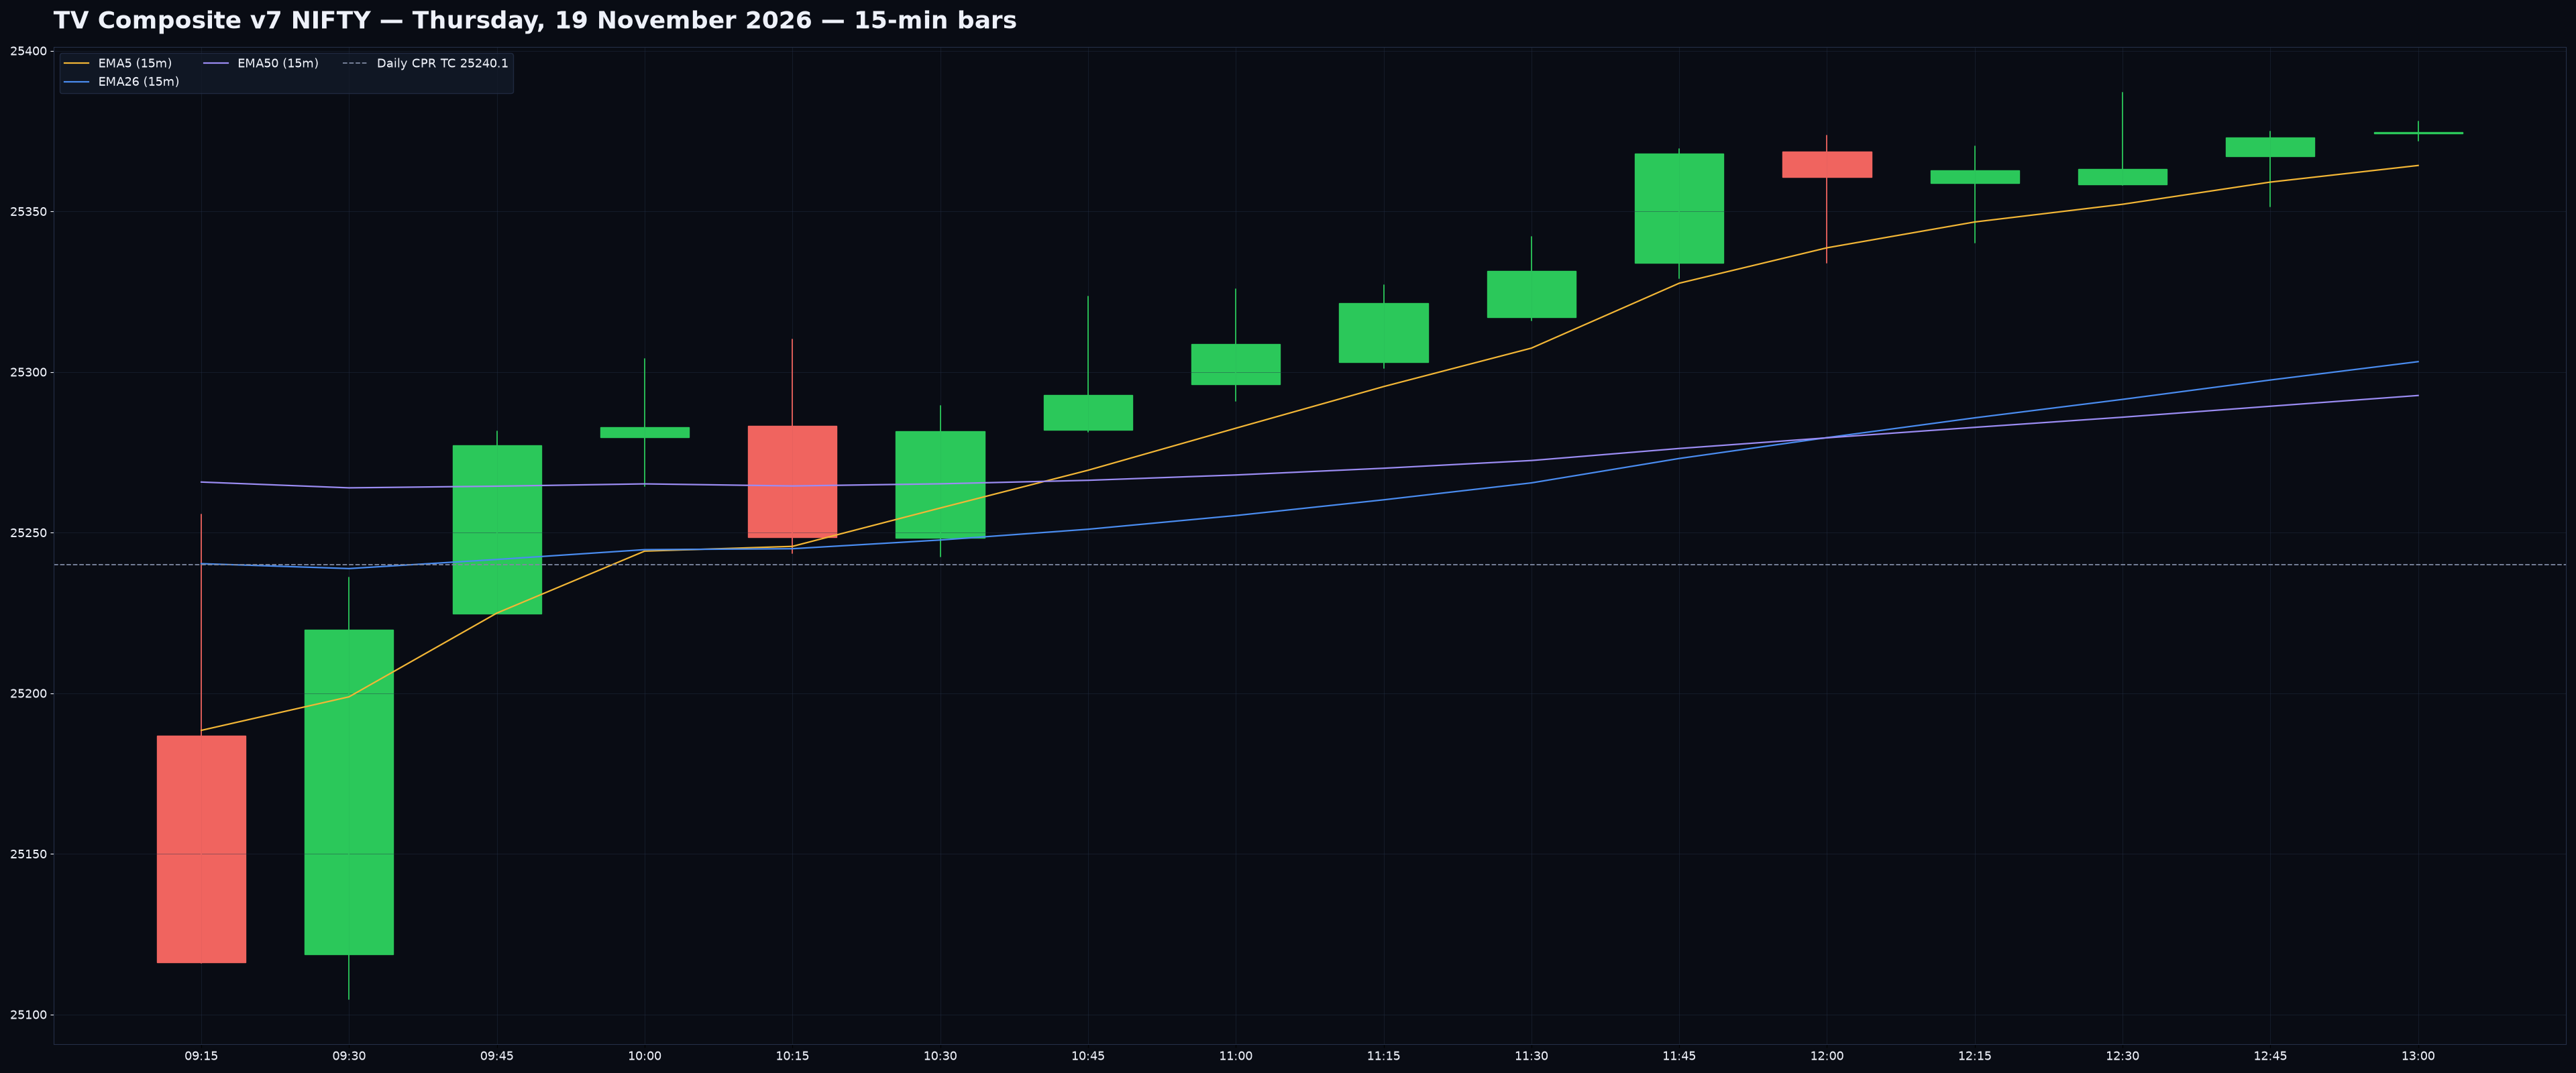 TV Composite v7 NIFTY — Thursday, 19 November 2026 — 15-min bars
EMA5 (15m)
EMA26 (15m)
EMA50 (15m)
Daily CPR TC 25240.1
25400
25350
25300
25250
25200
25150
25100
09:15 09:30 09:45 10:00 10:15 10:30 10:45 11:00 11:15 11:30 11:45 12:00 12:15 12:30 12:45 13:00